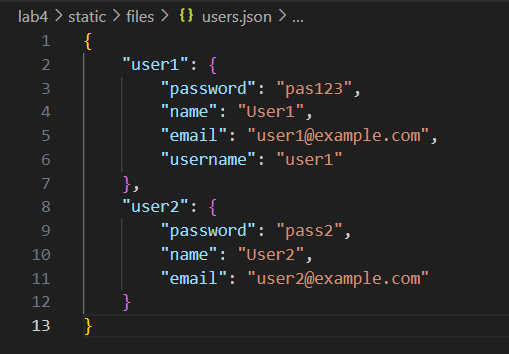 lab4 > static > files > {} users.json > ...
1 {
2 "user1": {
3 "password": "pas123",
4 "name": "User1",
5 "email": "user1@example.com",
6 "username": "user1"
7 },
8 "user2": {
9 "password": "pass2",
10 "name": "User2",
11 "email": "user2@example.com"
12 }
13 }